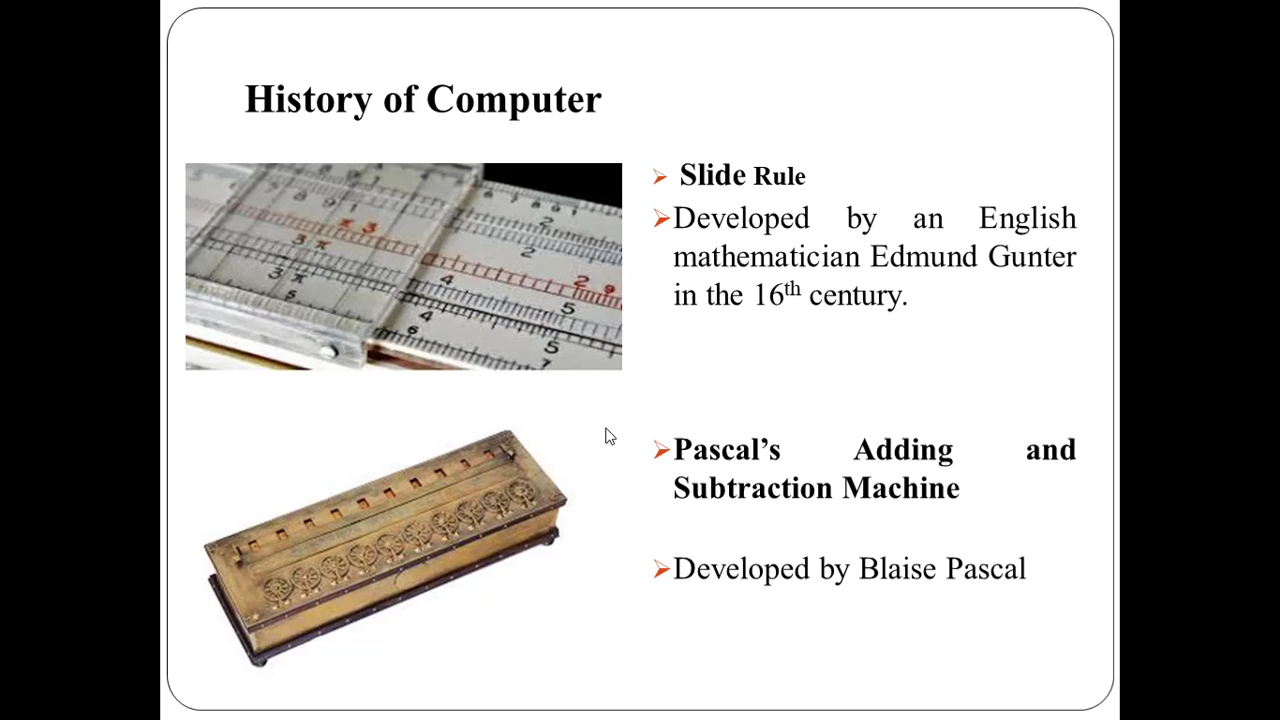 History of Computer
Slide Rule
Developed by an English
mathematician Edmund Gunter
in the 16th century.
Pascal’s Adding and
Subtraction Machine
Developed by Blaise Pascal